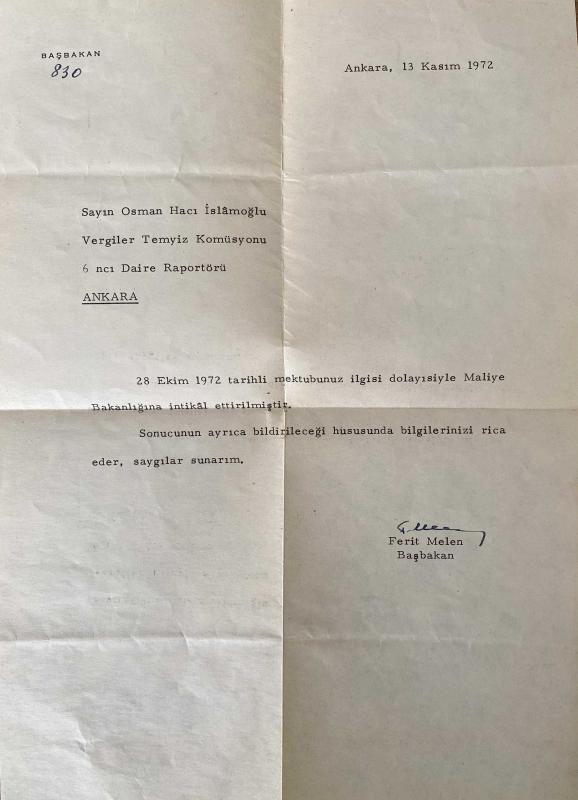 BAŞBAKAN
830
Ankara, 13 Kasım 1972
Sayın Osman Hacı İslâmoğlu
Vergiler Temyiz Komüsyonu
6 ncı Daire Raportörü
ANKARA
28 Ekim 1972 tarihli mektubunuz ilgisi dolayısiyle Maliye
Bakanlığına intikâl ettirilmiştir.
Sonucunun ayrıca bildirileceği hususunda bilgilerinizi rica
eder, saygılar sunarım.
Ferit Melen
Başbakan